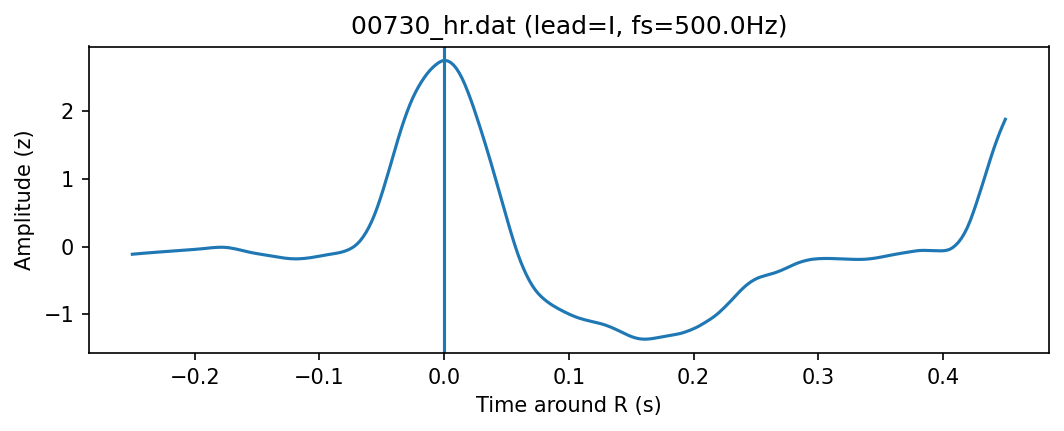 00730_hr.dat (lead=I, fs=500.0Hz)
Amplitude (z)
2
1
0
−1
−0.2 −0.1 0.0 0.1 0.2 0.3 0.4
Time around R (s)